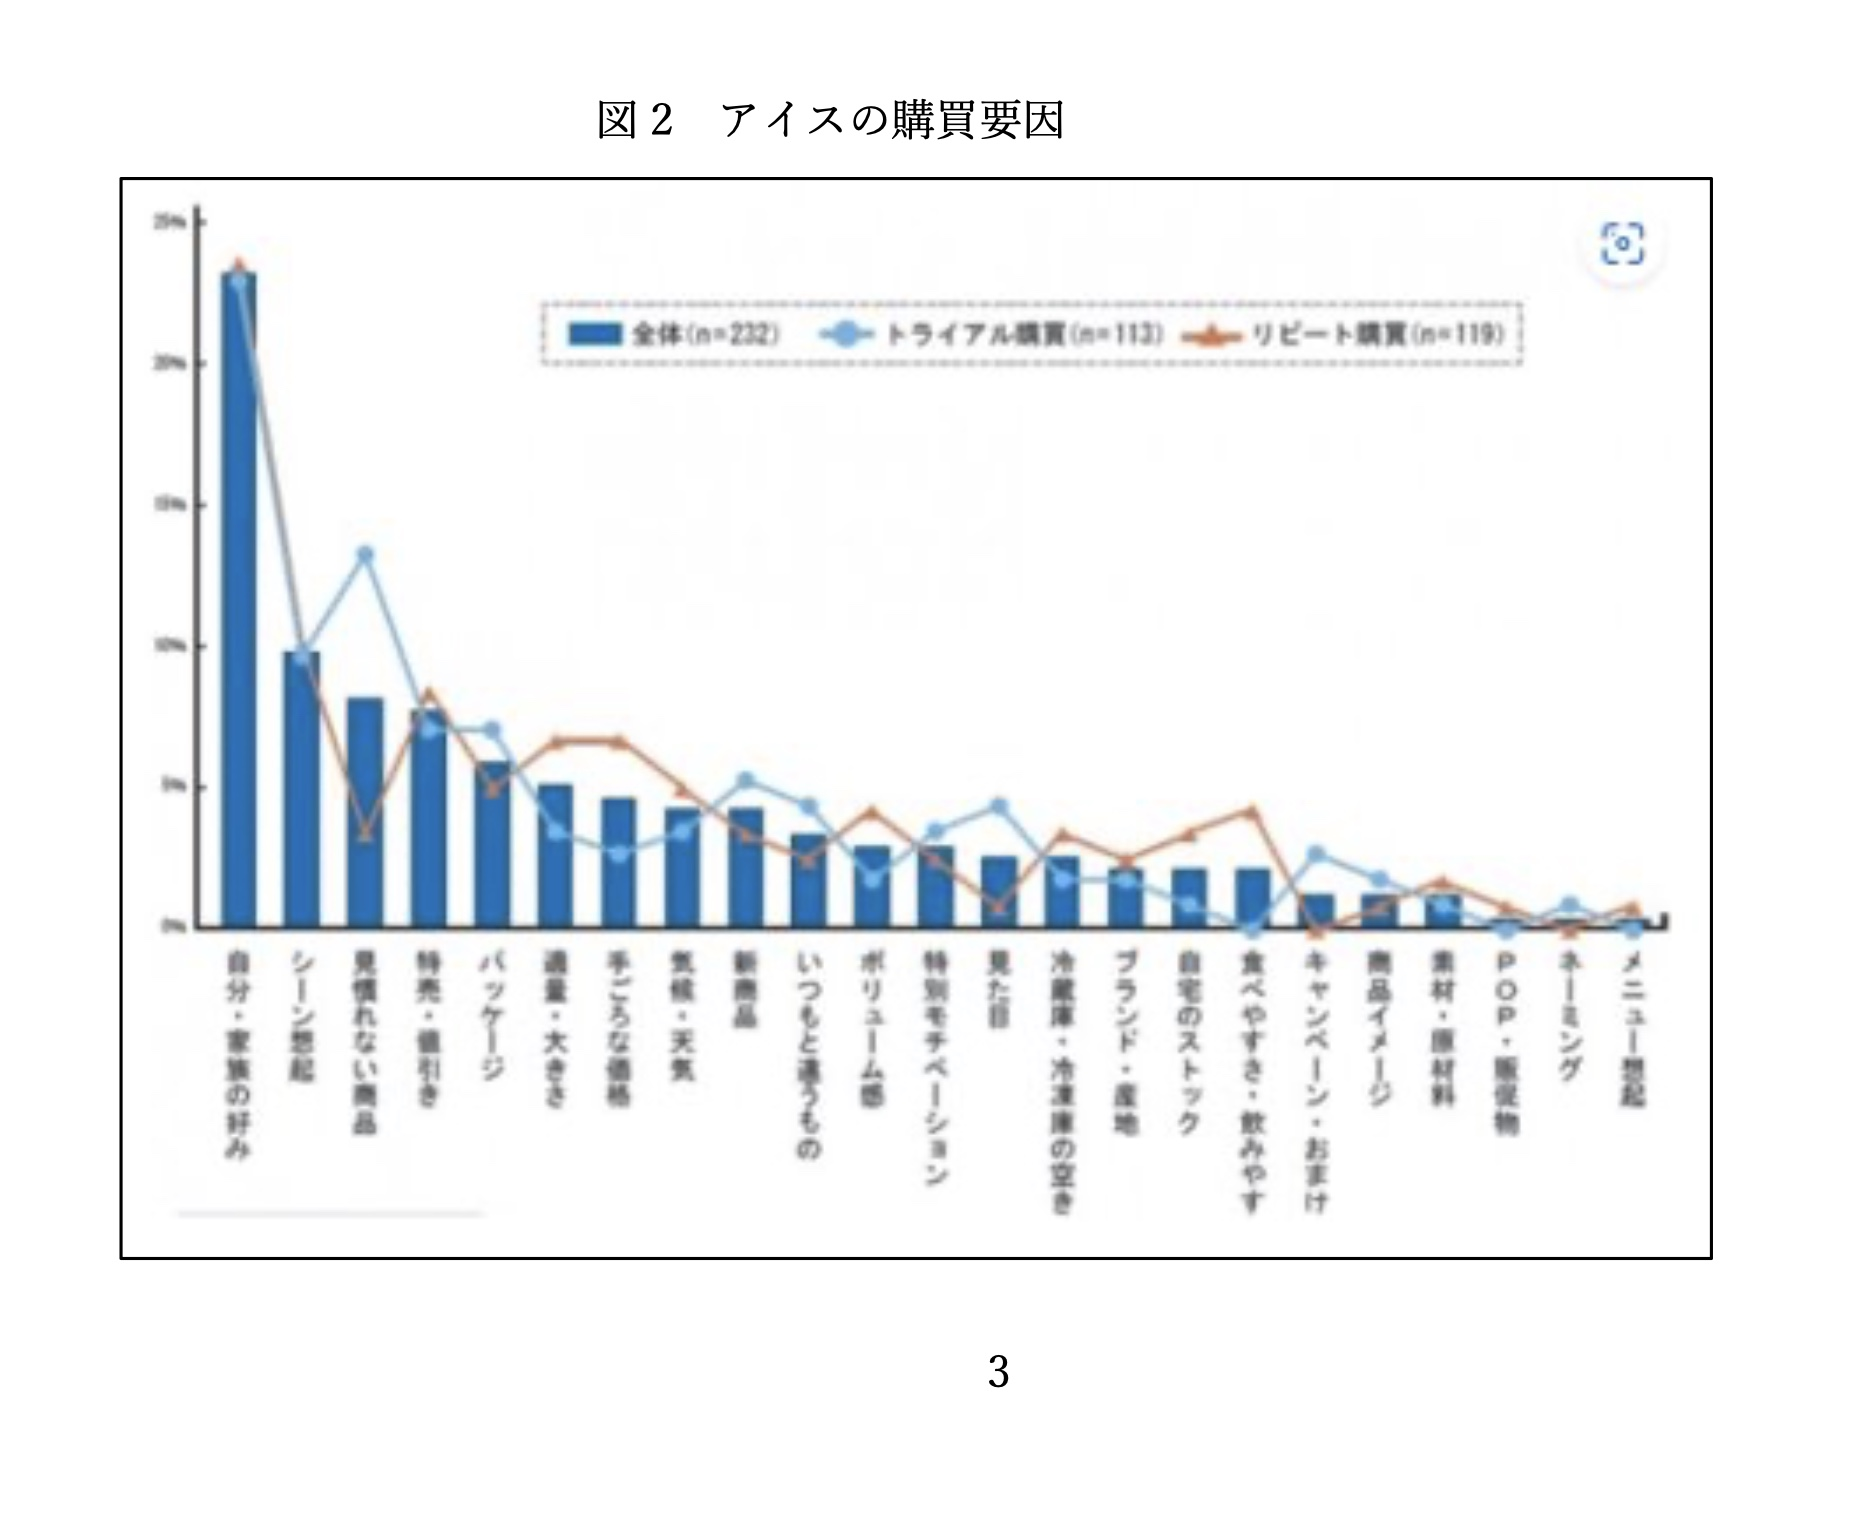 図２　アイスの購買要因
25%
20%
15%
10%
5%
0%
全体(n=232)　トライアル購買(n=113)　リピート購買(n=119)
自分・家族の好み
シーン想起
見慣れない商品
特売・値引き
パッケージ
適量・大きさ
手ごろな価格
気候・天気
新商品
いつもと違うもの
ボリューム感
特別モチベーション
見た目
冷蔵庫・冷凍庫の空き
ブランド・産地
自宅のストック
食べやすさ・飲みやす
キャンペーン・おまけ
商品イメージ
素材・原材料
POP・販促物
ネーミング
メニュー想起
3